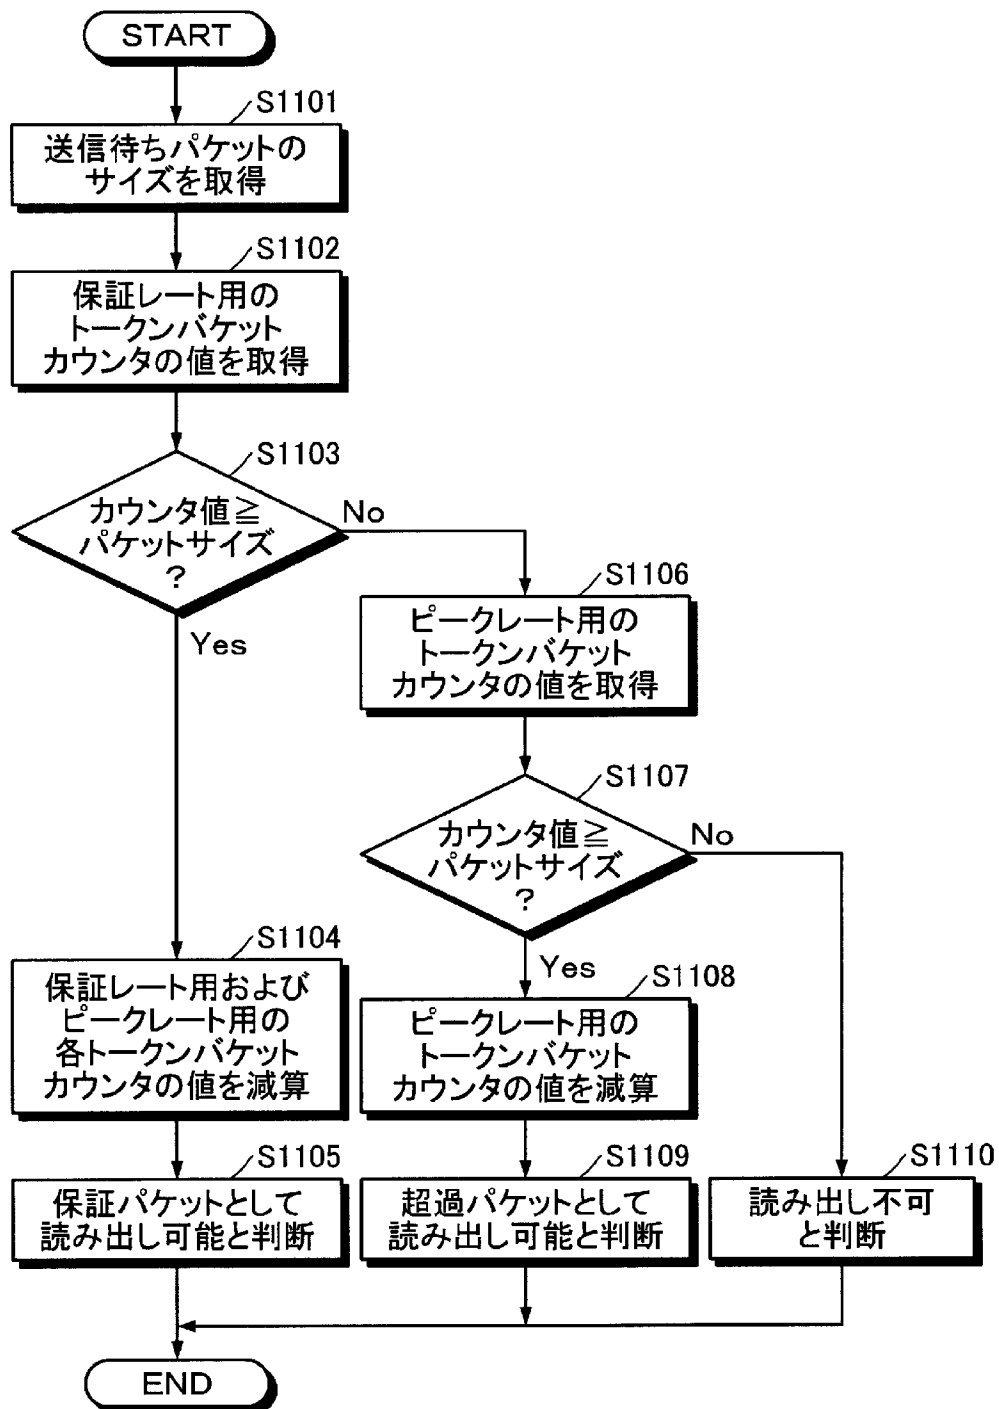 START
S1101
送信待ちパケットの
サイズを取得
S1102
保証レート用の
トークンバケット
カウンタの値を取得
S1103
カウンタ値≧
パケットサイズ
?
No
Yes
S1106
ピークレート用の
トークンバケット
カウンタの値を取得
S1107
カウンタ値≧
パケットサイズ
?
No
Yes
S1104
保証レート用および
ピークレート用の
各トークンバケット
カウンタの値を減算
S1108
ピークレート用の
トークンバケット
カウンタの値を減算
S1105
保証パケットとして
読み出し可能と判断
S1109
超過パケットとして
読み出し可能と判断
S1110
読み出し不可
と判断
END